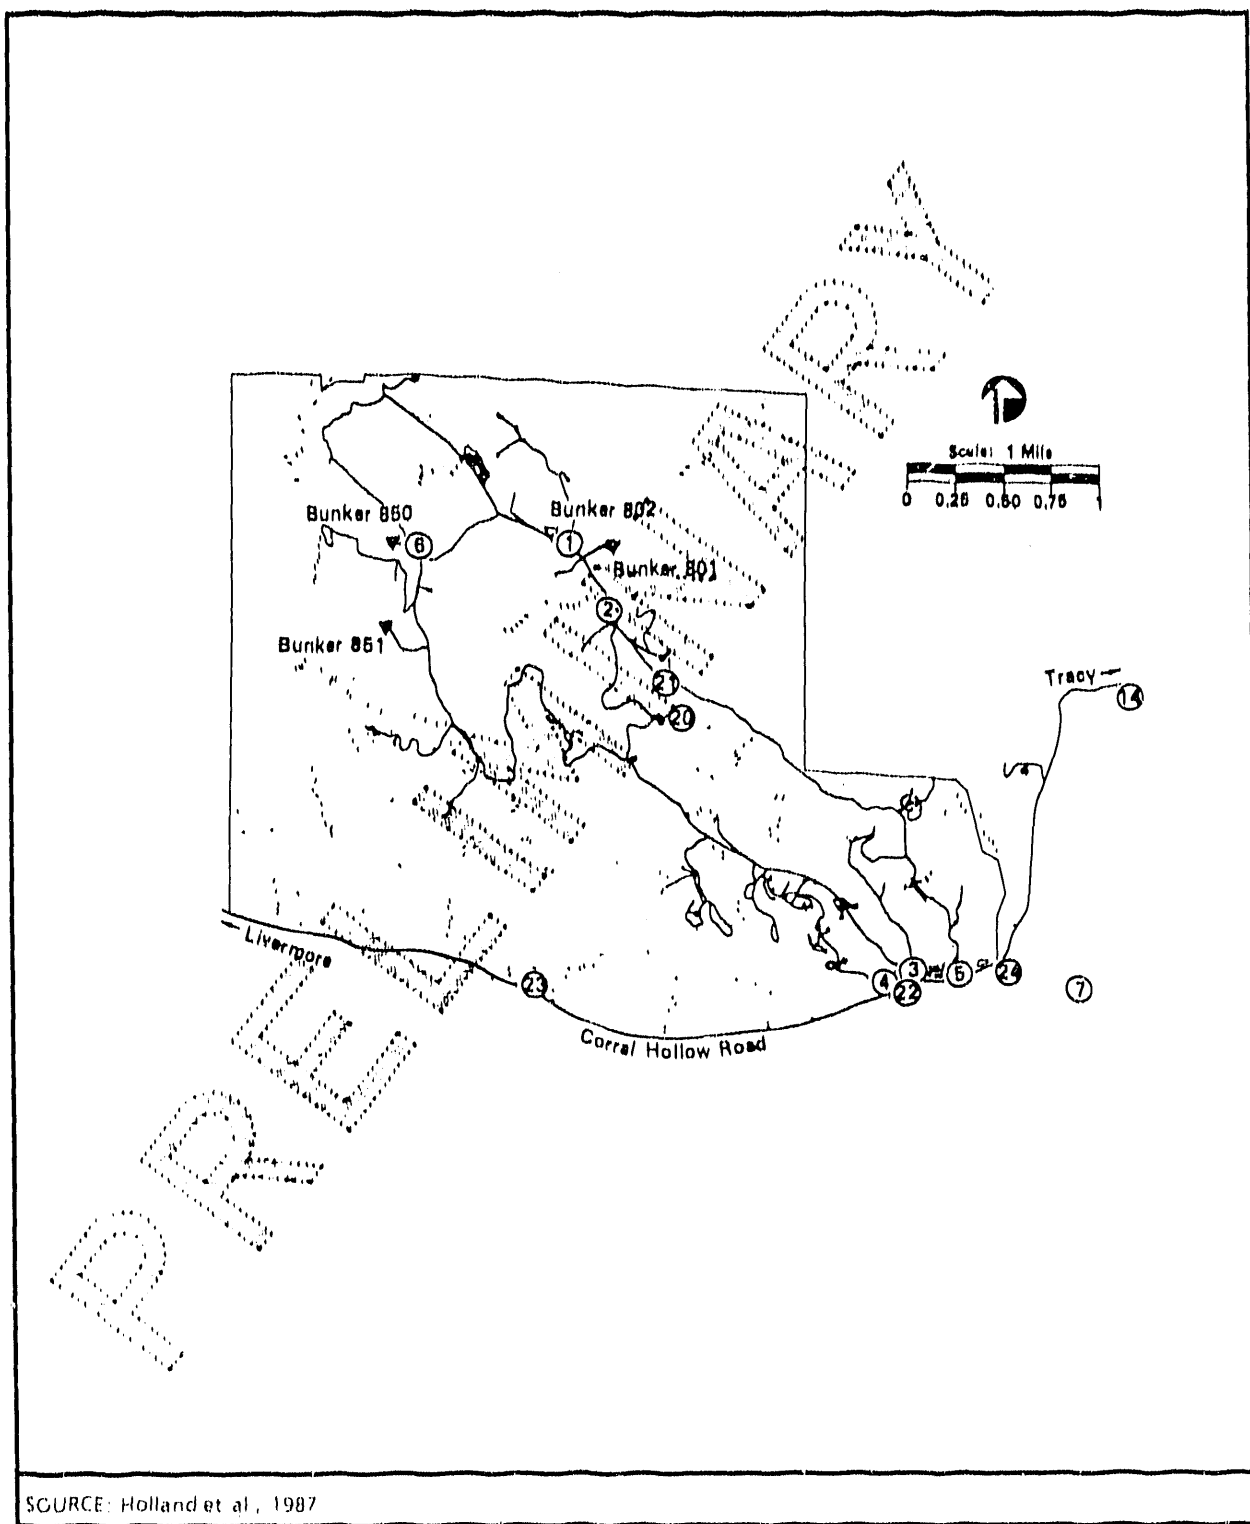 PRELIMINARY
Scale: 1 Mile
0 0.25 0.50 0.75 1
Bunker 850
Bunker 802
6
1
Bunker 801
2
Bunker 851
21
Tracy
14
20
Livermore
23
3
4
22
5
24
7
Corral Hollow Road
SOURCE: Holland et al, 1987